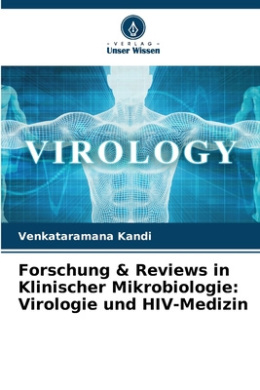 VERLAG
Unser Wissen
VIROLOGY
Venkataramana Kandi
Forschung & Reviews in
Klinischer Mikrobiologie:
Virologie und HIV-Medizin